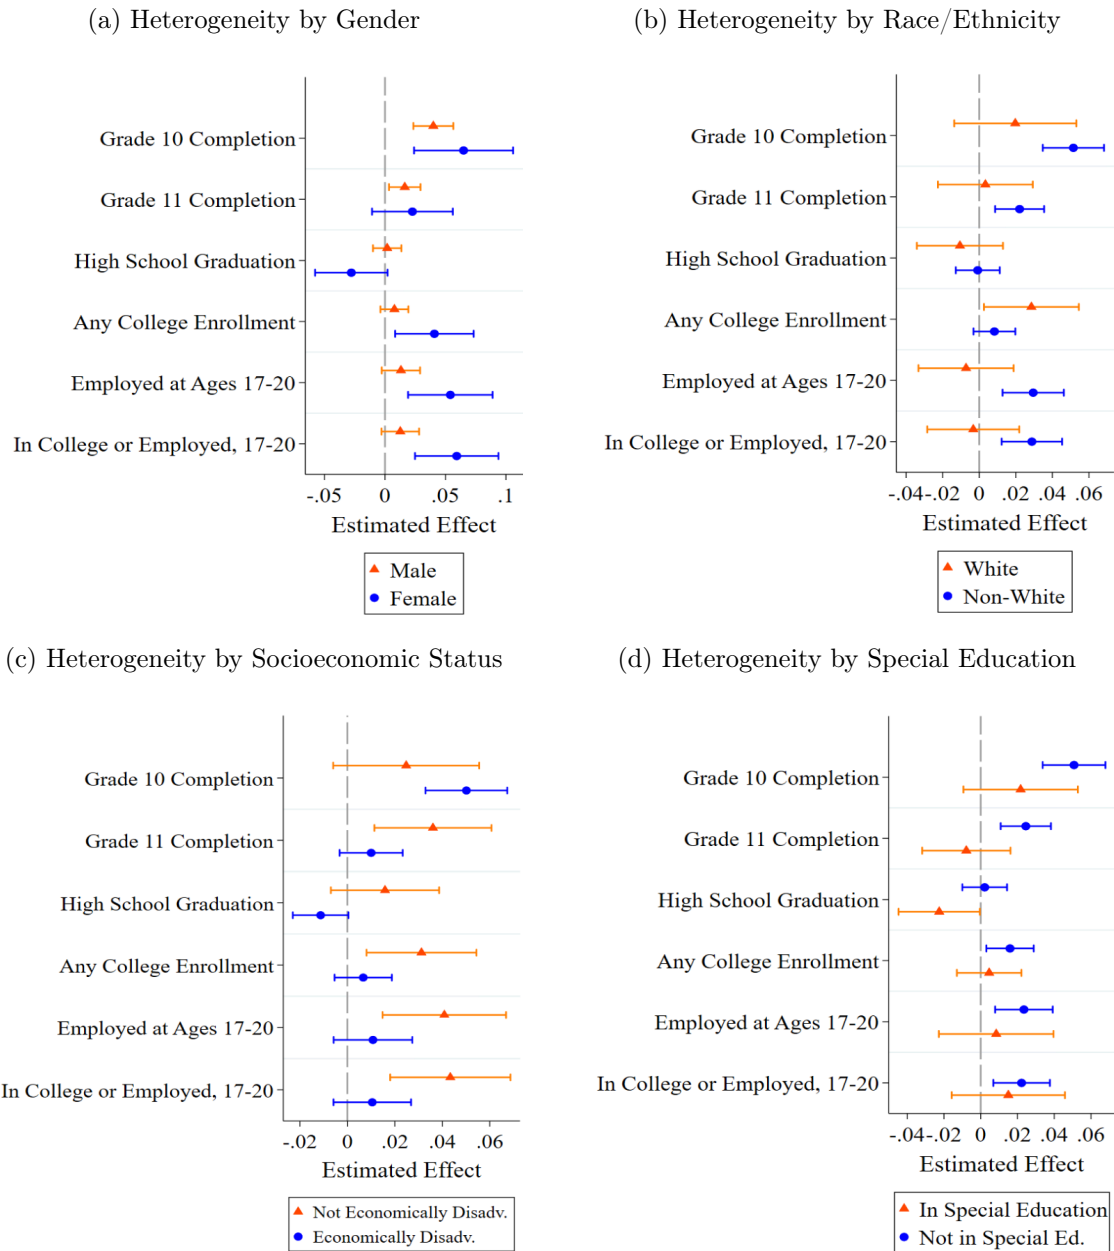 (a) Heterogeneity by Gender
Grade 10 Completion
Grade 11 Completion
High School Graduation
Any College Enrollment
Employed at Ages 17-20
In College or Employed, 17-20
-.05 0 .05 .1
Estimated Effect
Male
Female
(b) Heterogeneity by Race/Ethnicity
Grade 10 Completion
Grade 11 Completion
High School Graduation
Any College Enrollment
Employed at Ages 17-20
In College or Employed, 17-20
-.04 -.02 0 .02 .04 .06
Estimated Effect
White
Non-White
(c) Heterogeneity by Socioeconomic Status
Grade 10 Completion
Grade 11 Completion
High School Graduation
Any College Enrollment
Employed at Ages 17-20
In College or Employed, 17-20
-.02 0 .02 .04 .06
Estimated Effect
Not Economically Disadv.
Economically Disadv.
(d) Heterogeneity by Special Education
Grade 10 Completion
Grade 11 Completion
High School Graduation
Any College Enrollment
Employed at Ages 17-20
In College or Employed, 17-20
-.04 -.02 0 .02 .04 .06
Estimated Effect
In Special Education
Not in Special Ed.